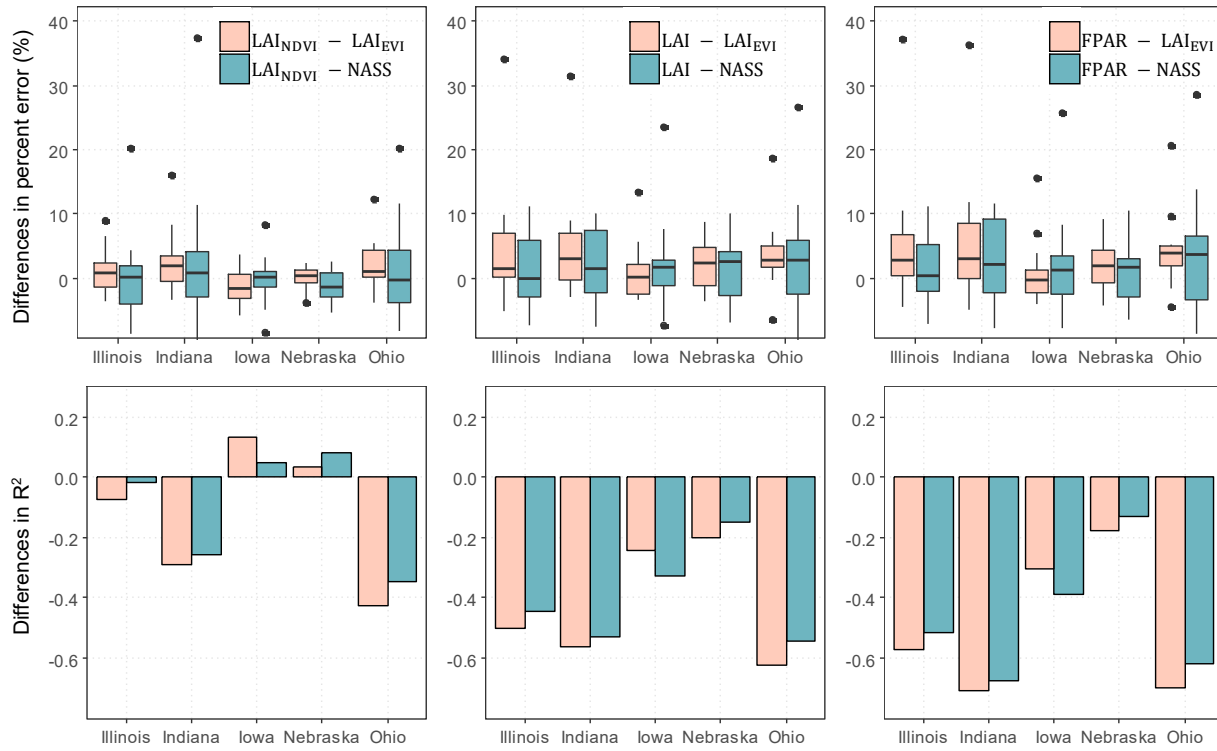 Differences in percent error (%)
40
30
20
10
0
LAI_NDVI − LAI_EVI
LAI_NDVI − NASS
Illinois Indiana Iowa Nebraska Ohio
40
30
20
10
0
LAI − LAI_EVI
LAI − NASS
Illinois Indiana Iowa Nebraska Ohio
40
30
20
10
0
FPAR − LAI_EVI
FPAR − NASS
Illinois Indiana Iowa Nebraska Ohio
Differences in R²
0.2
0.0
-0.2
-0.4
-0.6
Illinois Indiana Iowa Nebraska Ohio
0.2
0.0
-0.2
-0.4
-0.6
Illinois Indiana Iowa Nebraska Ohio
0.2
0.0
-0.2
-0.4
-0.6
Illinois Indiana Iowa Nebraska Ohio